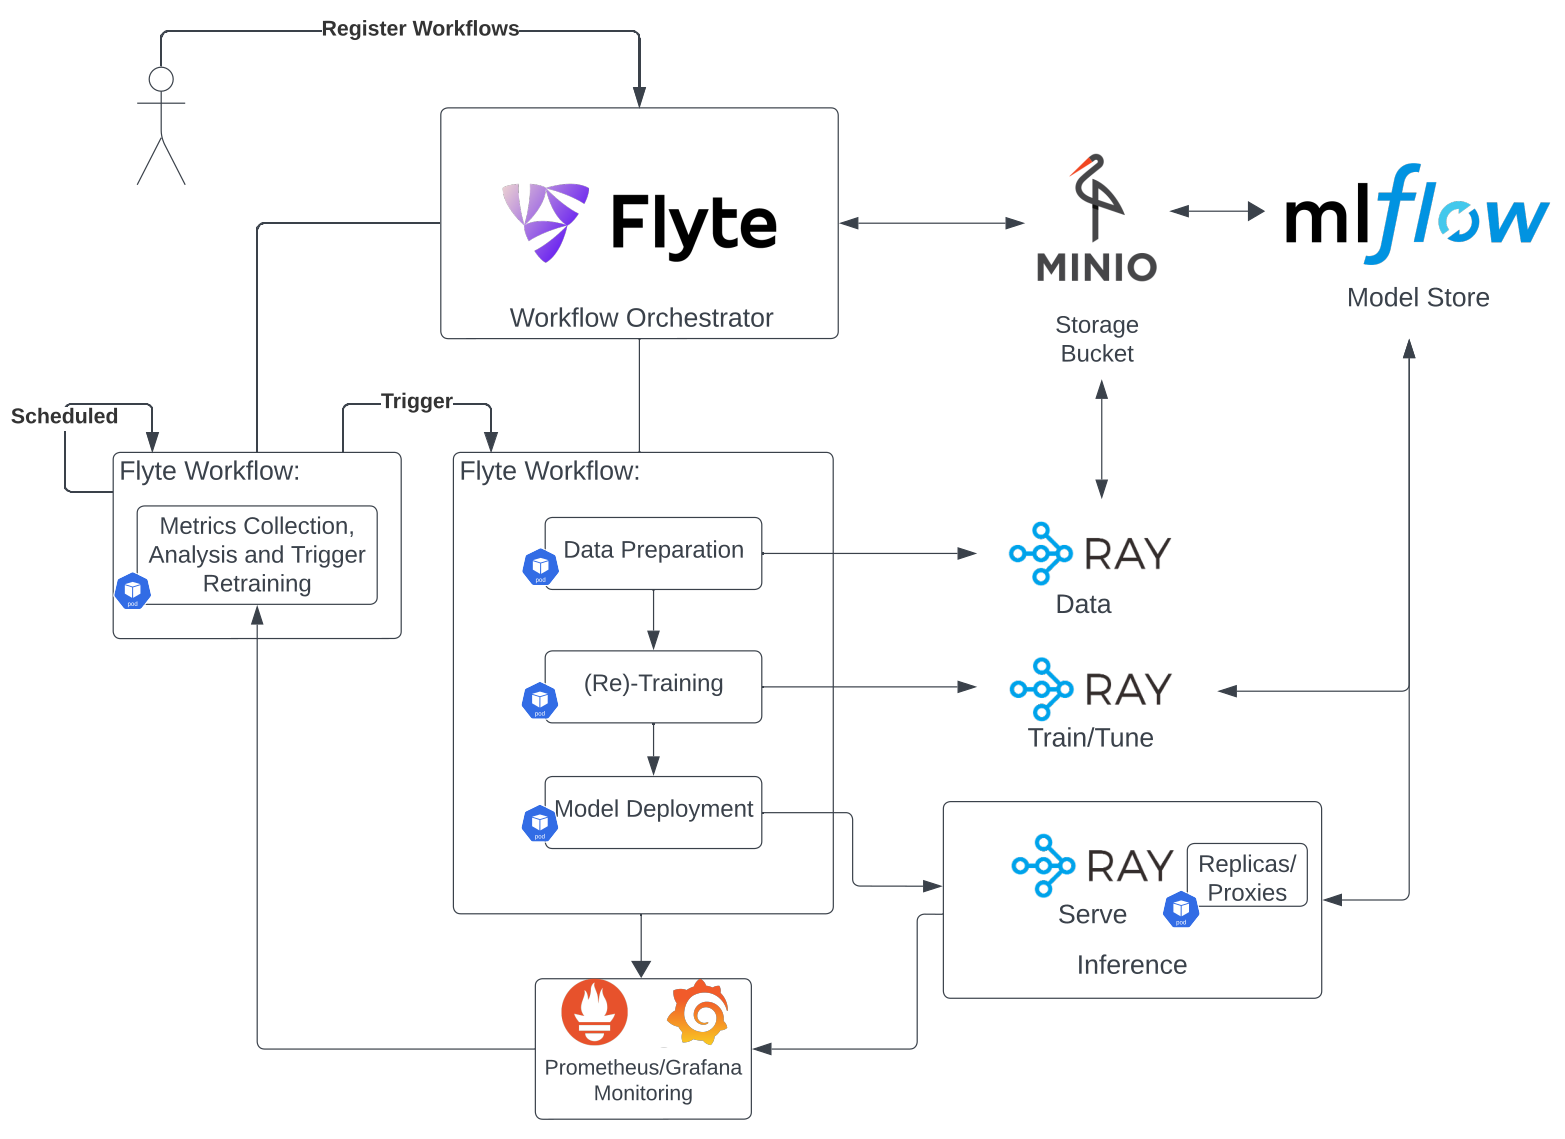 Register Workflows
Flyte
Workflow Orchestrator
MINIO
Storage
Bucket
mlflow
Model Store
Scheduled
Trigger
Flyte Workflow:
Metrics Collection,
Analysis and Trigger
Retraining
pod
Flyte Workflow:
Data Preparation
pod
(Re)-Training
pod
Model Deployment
pod
RAY
Data
RAY
Train/Tune
RAY
Serve
Replicas/
Proxies
pod
Inference
Prometheus/Grafana
Monitoring